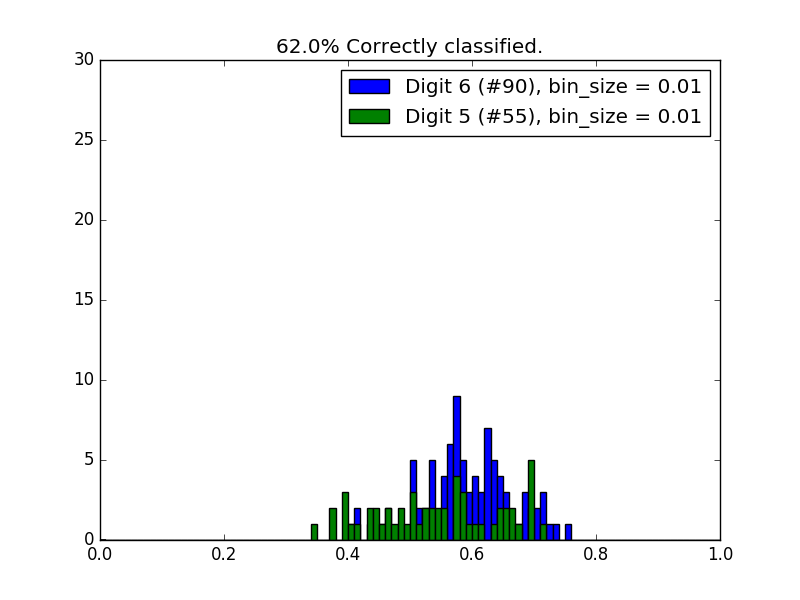 62.0% Correctly classified.
Digit 6 (#90), bin_size = 0.01
Digit 5 (#55), bin_size = 0.01
30
25
20
15
10
5
0
0.0 0.2 0.4 0.6 0.8 1.0